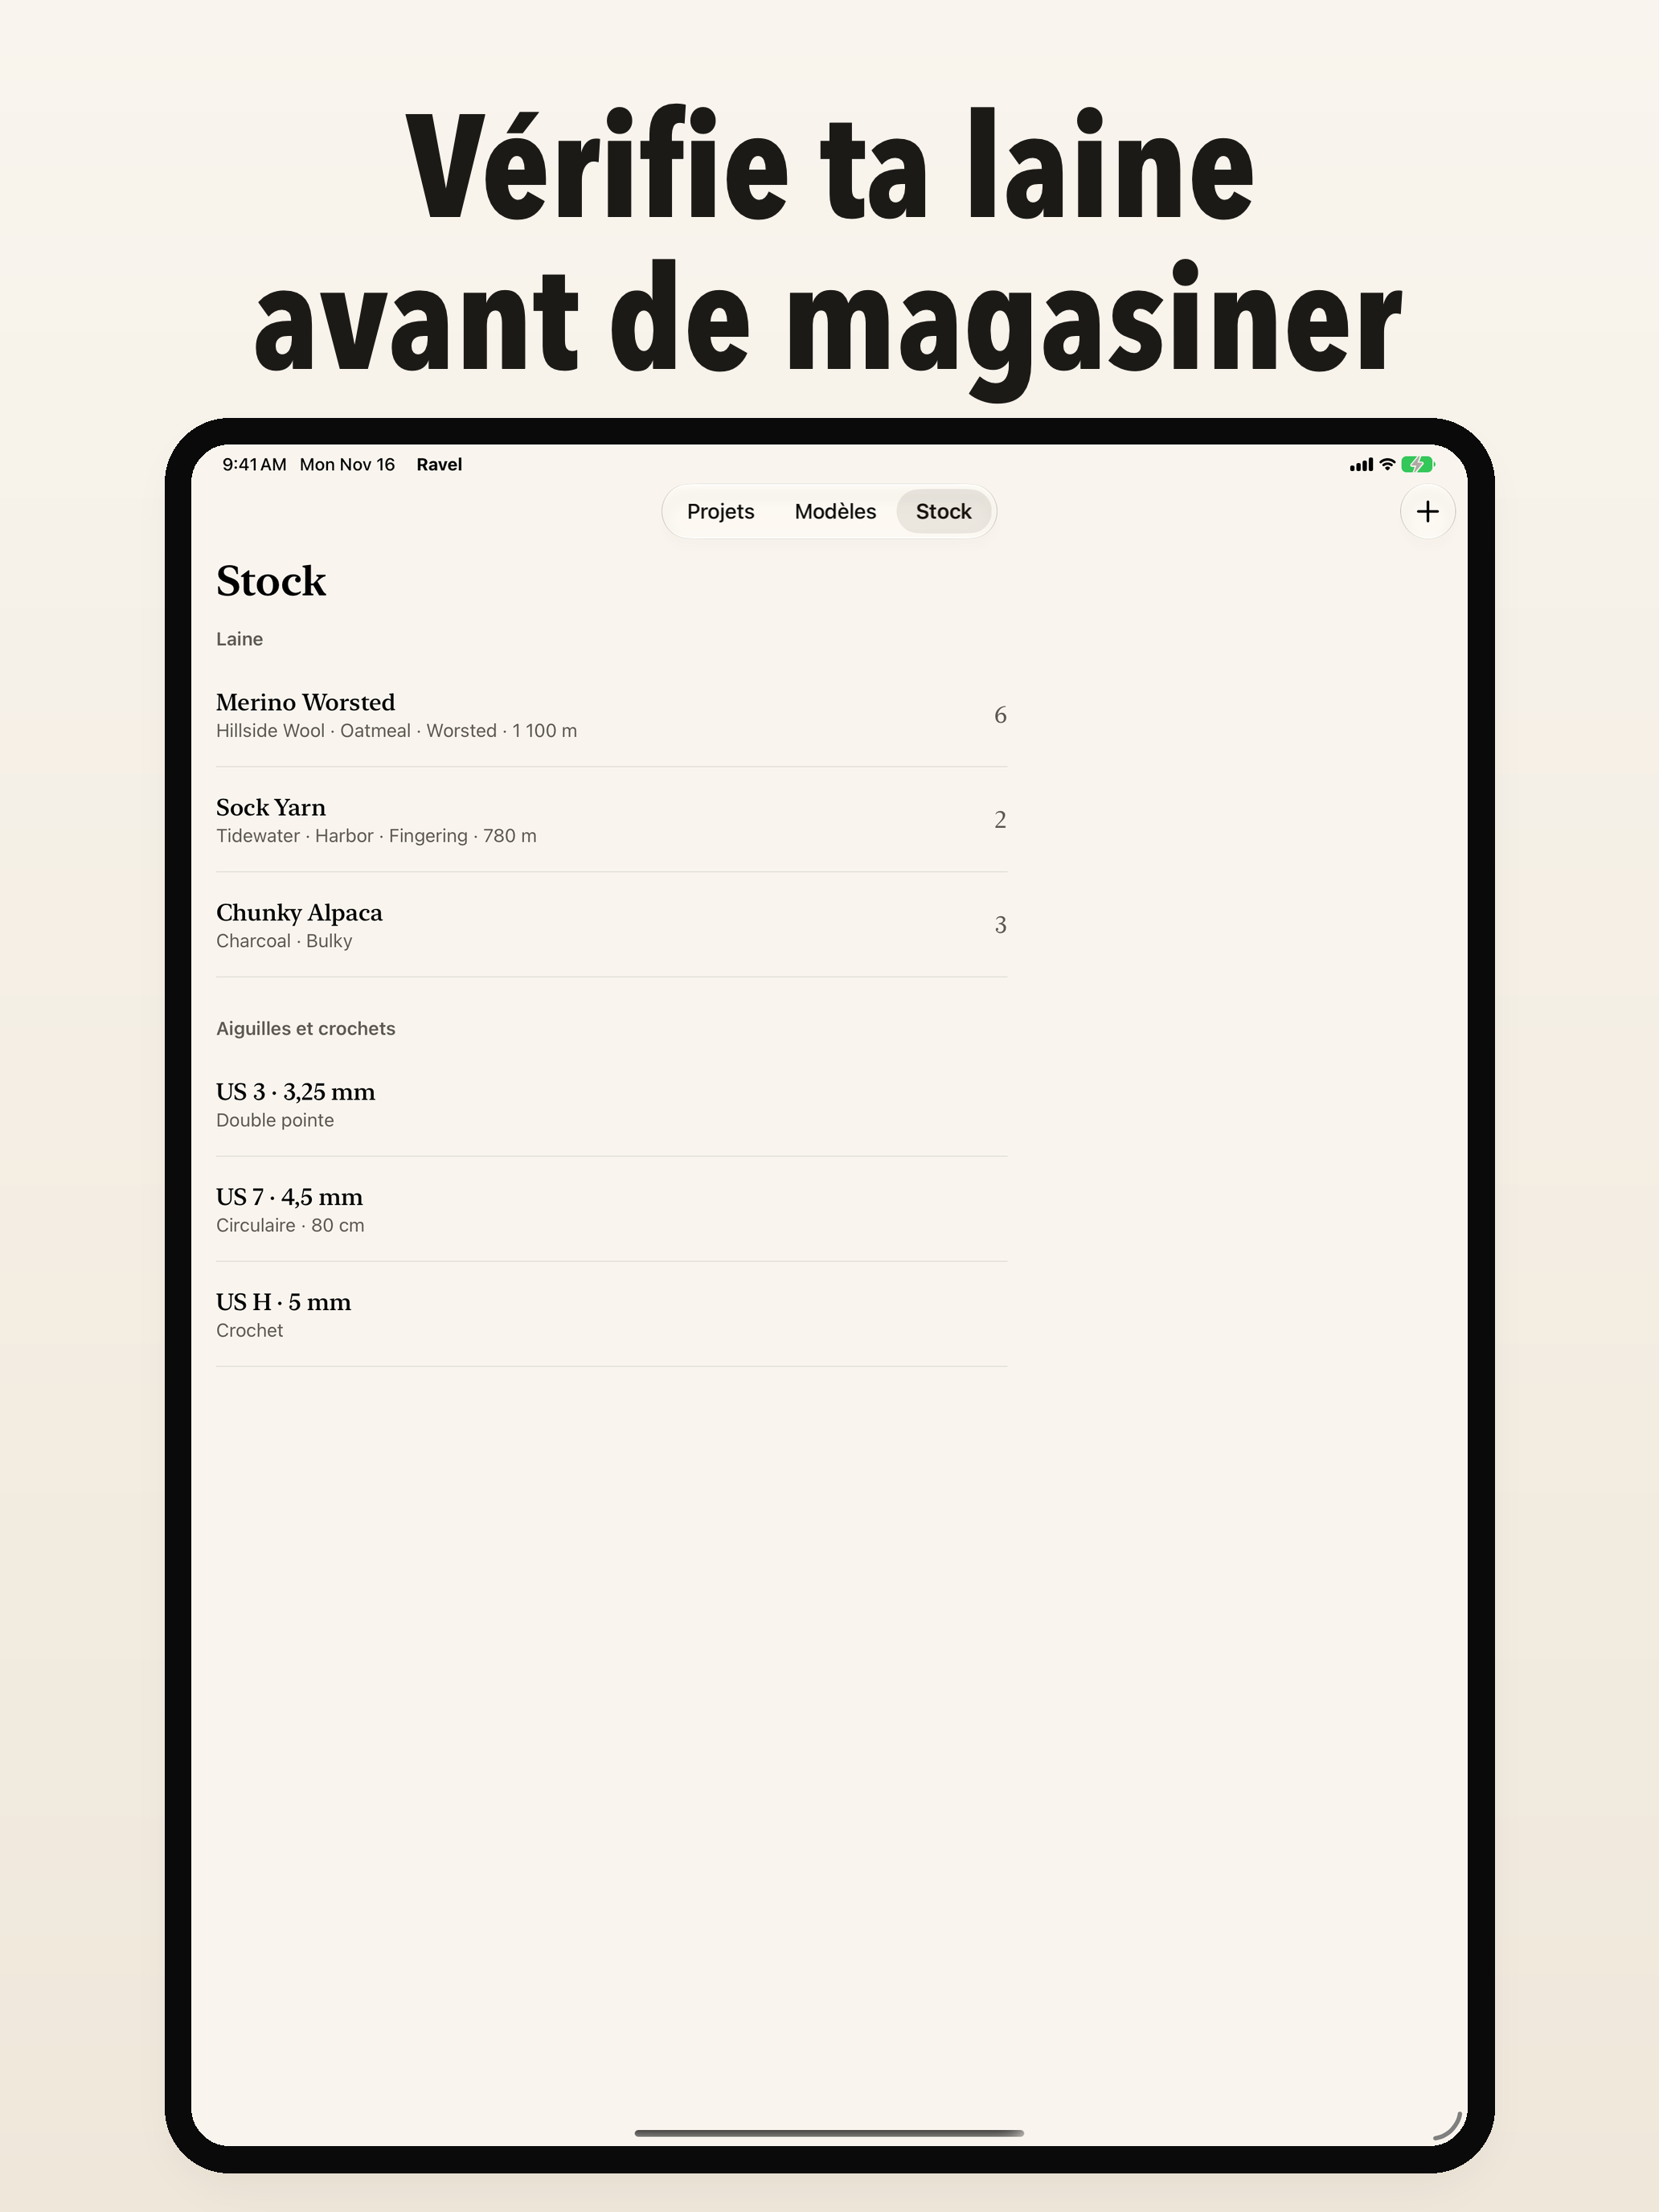 Vérifie ta laine
avant de magasiner
9:41 AM Mon Nov 16 Ravel
Projets Modèles Stock
Stock
Laine
Merino Worsted
Hillside Wool · Oatmeal · Worsted · 1 100 m
6
Sock Yarn
Tidewater · Harbor · Fingering · 780 m
2
Chunky Alpaca
Charcoal · Bulky
3
Aiguilles et crochets
US 3 · 3,25 mm
Double pointe
US 7 · 4,5 mm
Circulaire · 80 cm
US H · 5 mm
Crochet